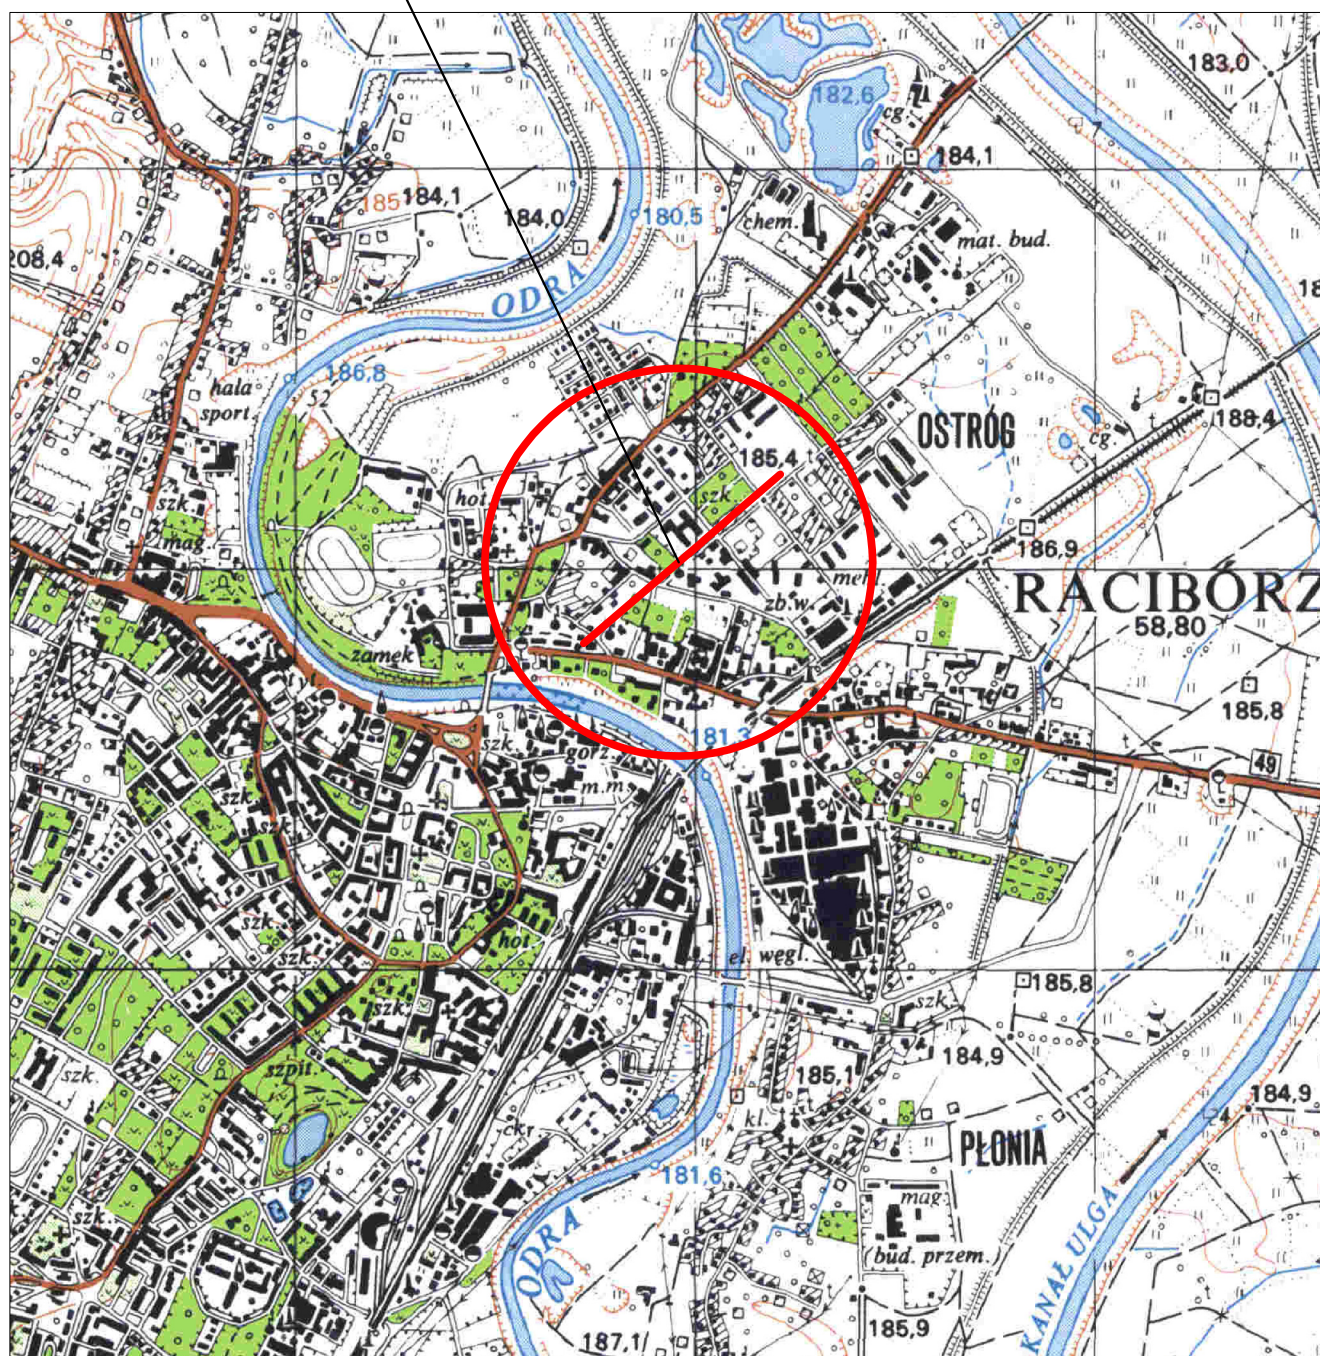 183,0
182,6
cg.
184,1
185
184,1
184,0
180,5
chem.
mat. bud.
208,4
ODRA
18
186,8
hala
sport.
52
OSTRÓG
188,4
cg.
t
185,4
t
szk.
hot.
szk.
mag.
186,9
met.
RACIBÓRZ
58,80
zb.w.
zamek
185,8
181,3
szk.
gorz.
t
49
m.m.
szk.
szk.
szk.
hot.
szk.
el. węgl.
szk.
185,8
szk.
184,9
szpit.
szk.
185,1
184,9
24
kl.
ckr.
PŁONIA
181,6
mag.
szk.
ODRA
KANAŁ ULGA
(bud. przem.)
t
187,1
185,9